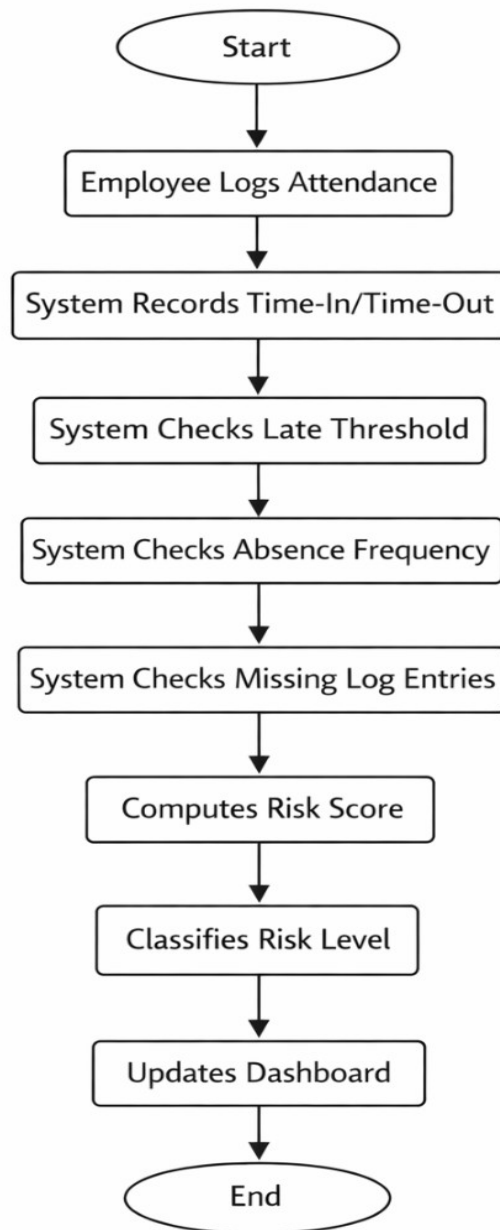 Start
Employee Logs Attendance
System Records Time-In/Time-Out
System Checks Late Threshold
System Checks Absence Frequency
System Checks Missing Log Entries
Computes Risk Score
Classifies Risk Level
Updates Dashboard
End